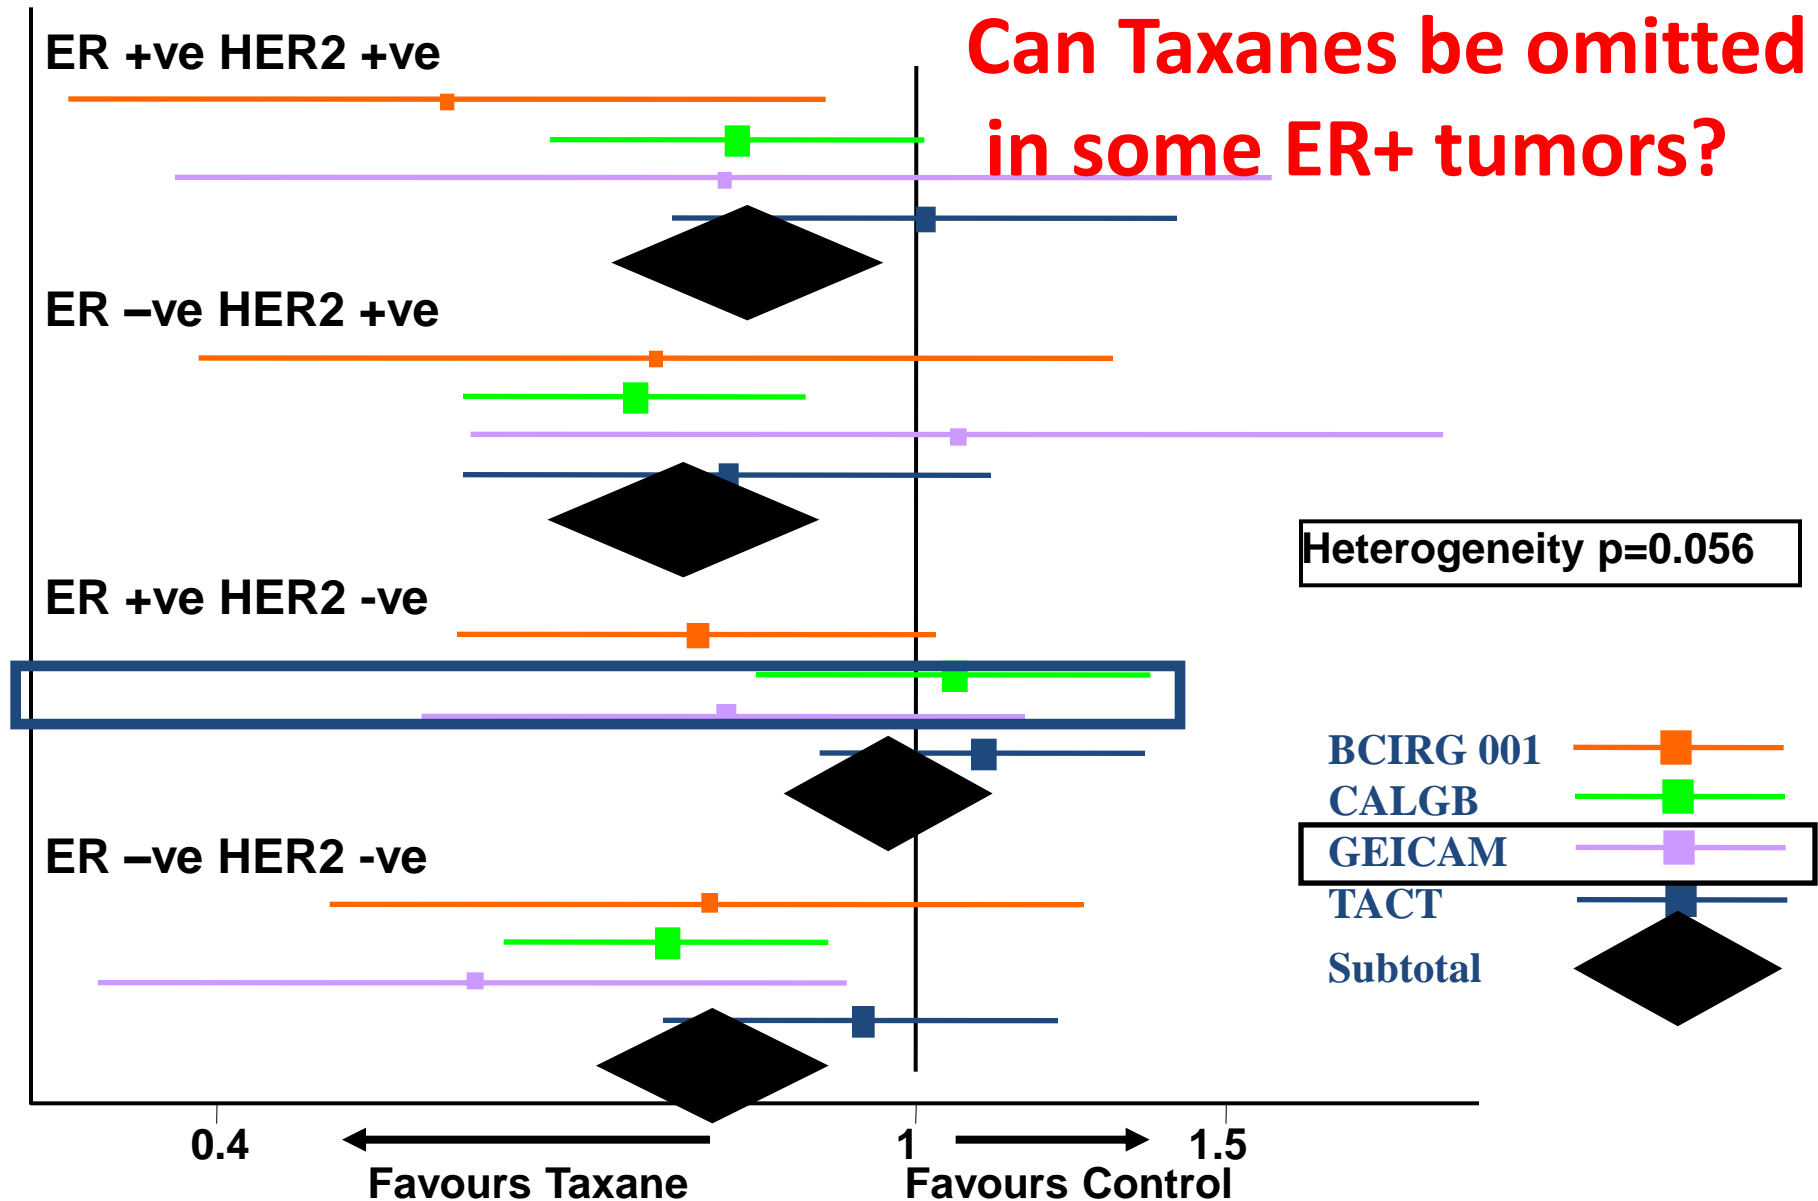 Can Taxanes be omitted
in some ER+ tumors?
ER +ve HER2 +ve
ER –ve HER2 +ve
Heterogeneity p=0.056
ER +ve HER2 -ve
BCIRG 001
CALGB
GEICAM
TACT
Subtotal
ER –ve HER2 -ve
0.4
1
1.5
Favours Taxane
Favours Control